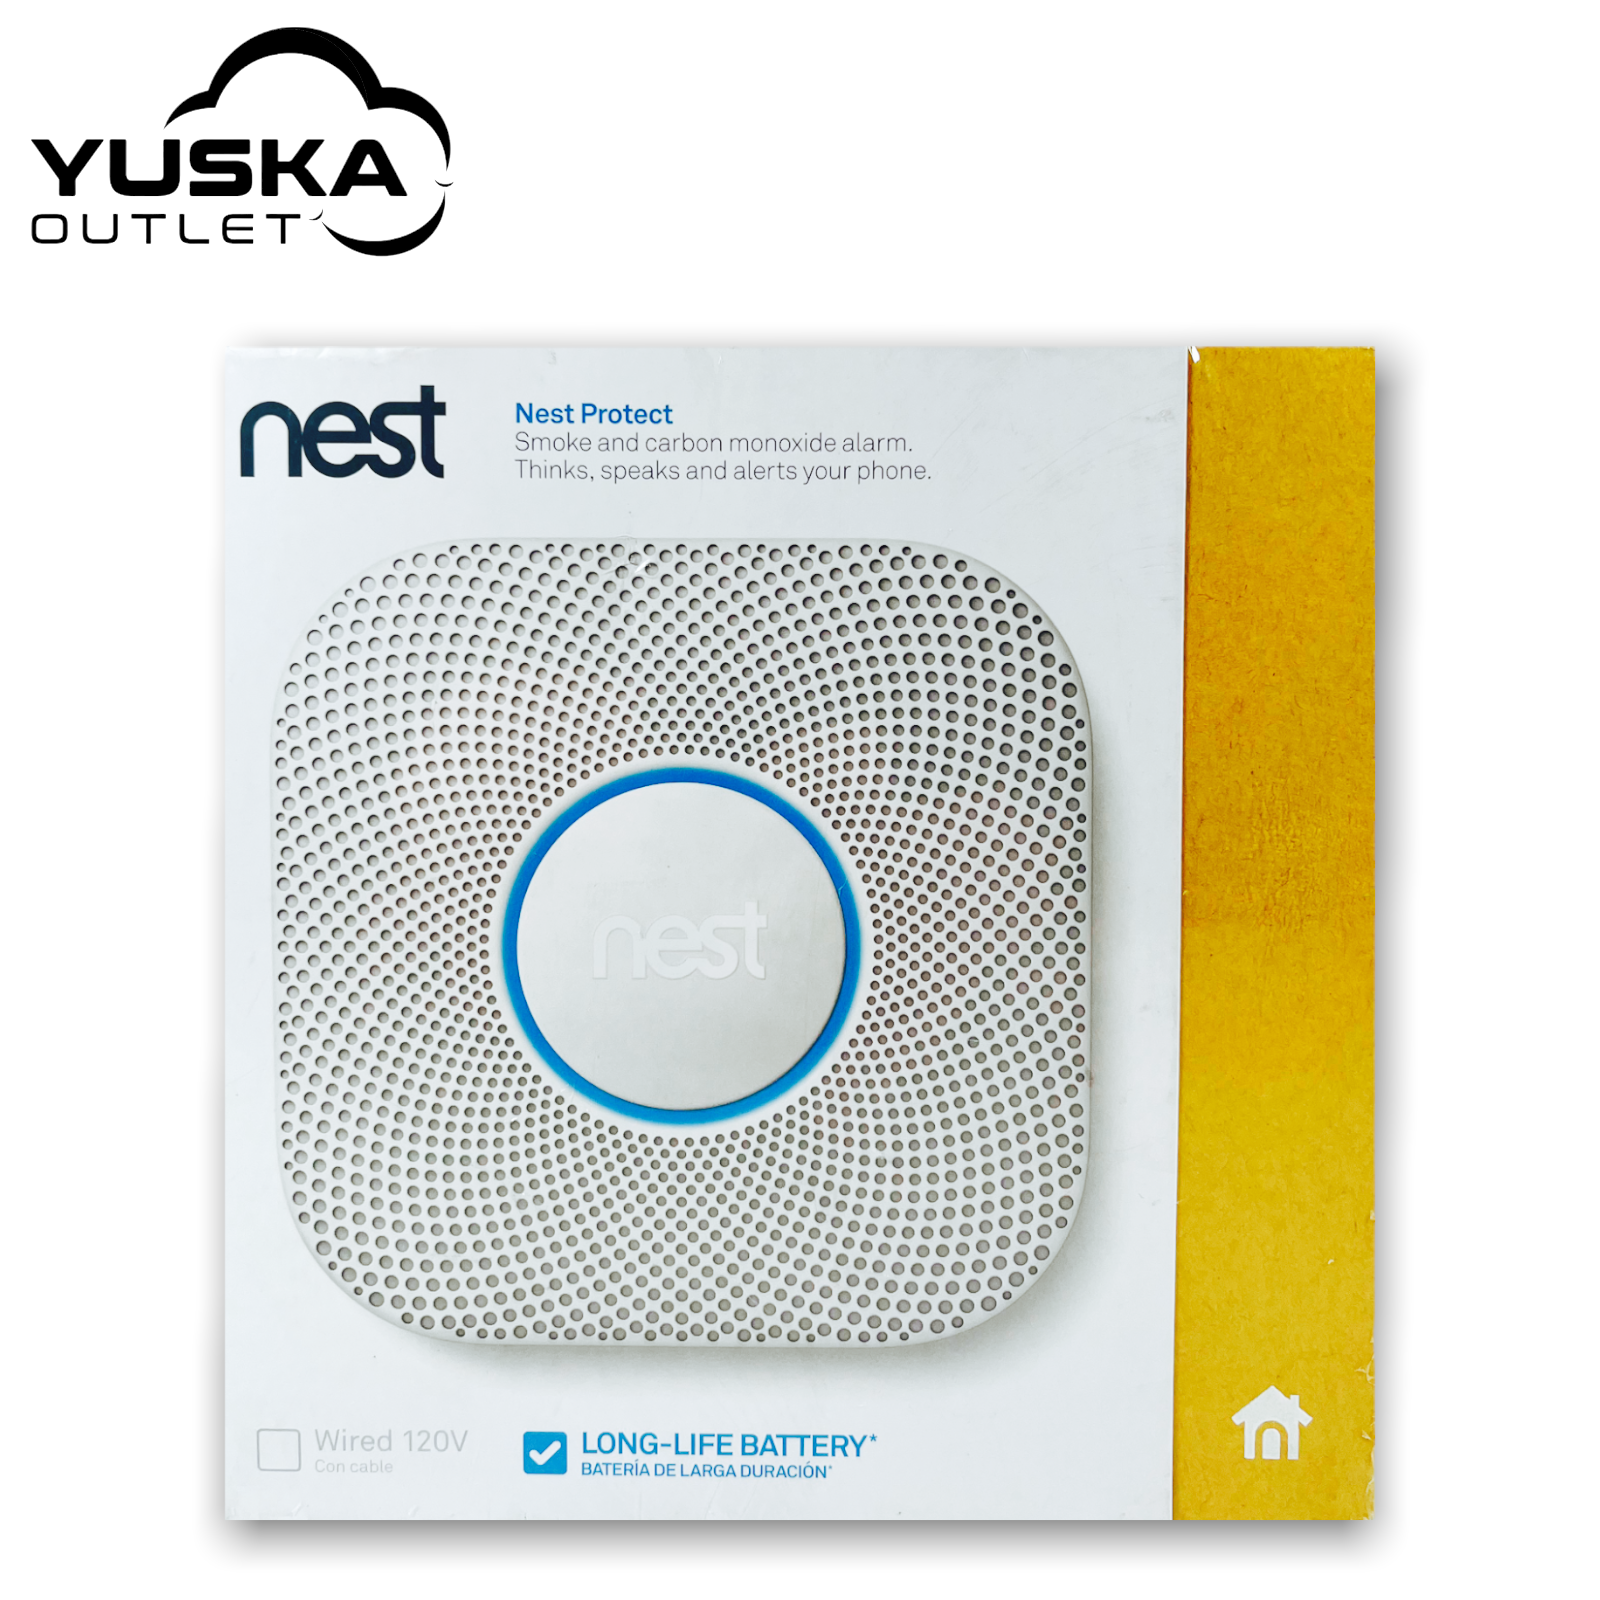 YUSKA
OUTLET
nest
Nest Protect
Smoke and carbon monoxide alarm.
Thinks, speaks and alerts your phone.
nest
Wired 120V
Con cable
LONG-LIFE BATTERY*
BATERÍA DE LARGA DURACIÓN*